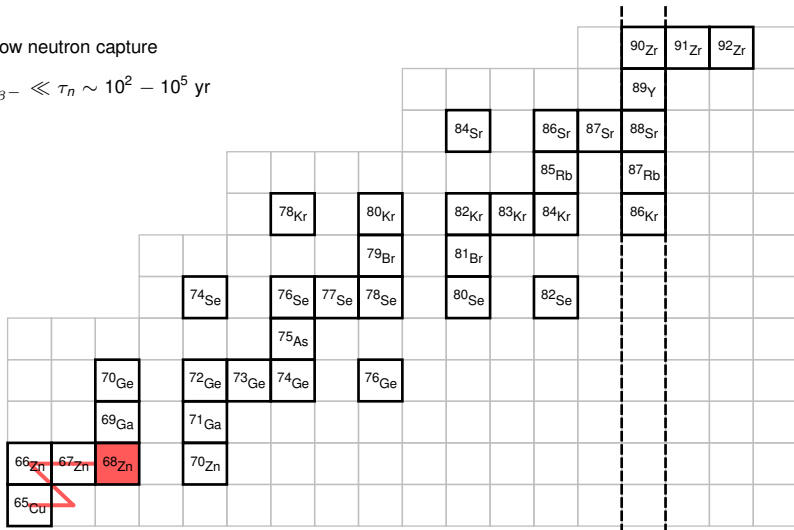 ow neutron capture
β− ≪ τn ∼ 10² − 10⁵ yr
⁹⁰Zr ⁹¹Zr ⁹²Zr
⁸⁹Y
⁸⁴Sr ⁸⁶Sr ⁸⁷Sr ⁸⁸Sr
⁸⁵Rb ⁸⁷Rb
⁷⁸Kr ⁸⁰Kr ⁸²Kr ⁸³Kr ⁸⁴Kr ⁸⁶Kr
⁷⁹Br ⁸¹Br
⁷⁴Se ⁷⁶Se ⁷⁷Se ⁷⁸Se ⁸⁰Se ⁸²Se
⁷⁵As
⁷⁰Ge ⁷²Ge ⁷³Ge ⁷⁴Ge ⁷⁶Ge
⁶⁹Ga ⁷¹Ga
⁶⁶Zn ⁶⁷Zn ⁶⁸Zn ⁷⁰Zn
⁶⁵Cu